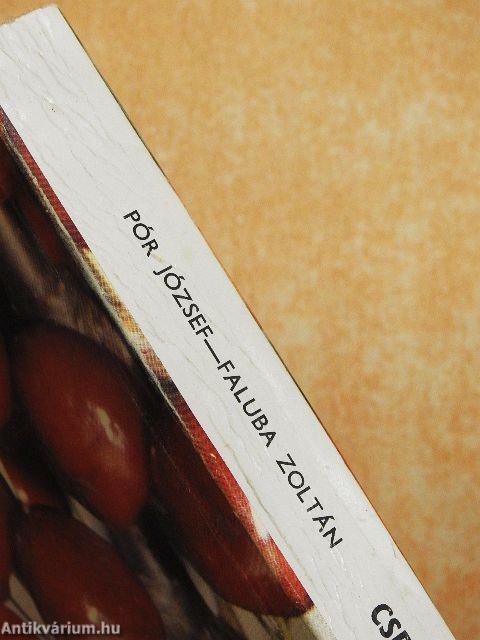 PÓR JÓZSEF—FALUBA ZOLTÁN
Antikvárium.hu